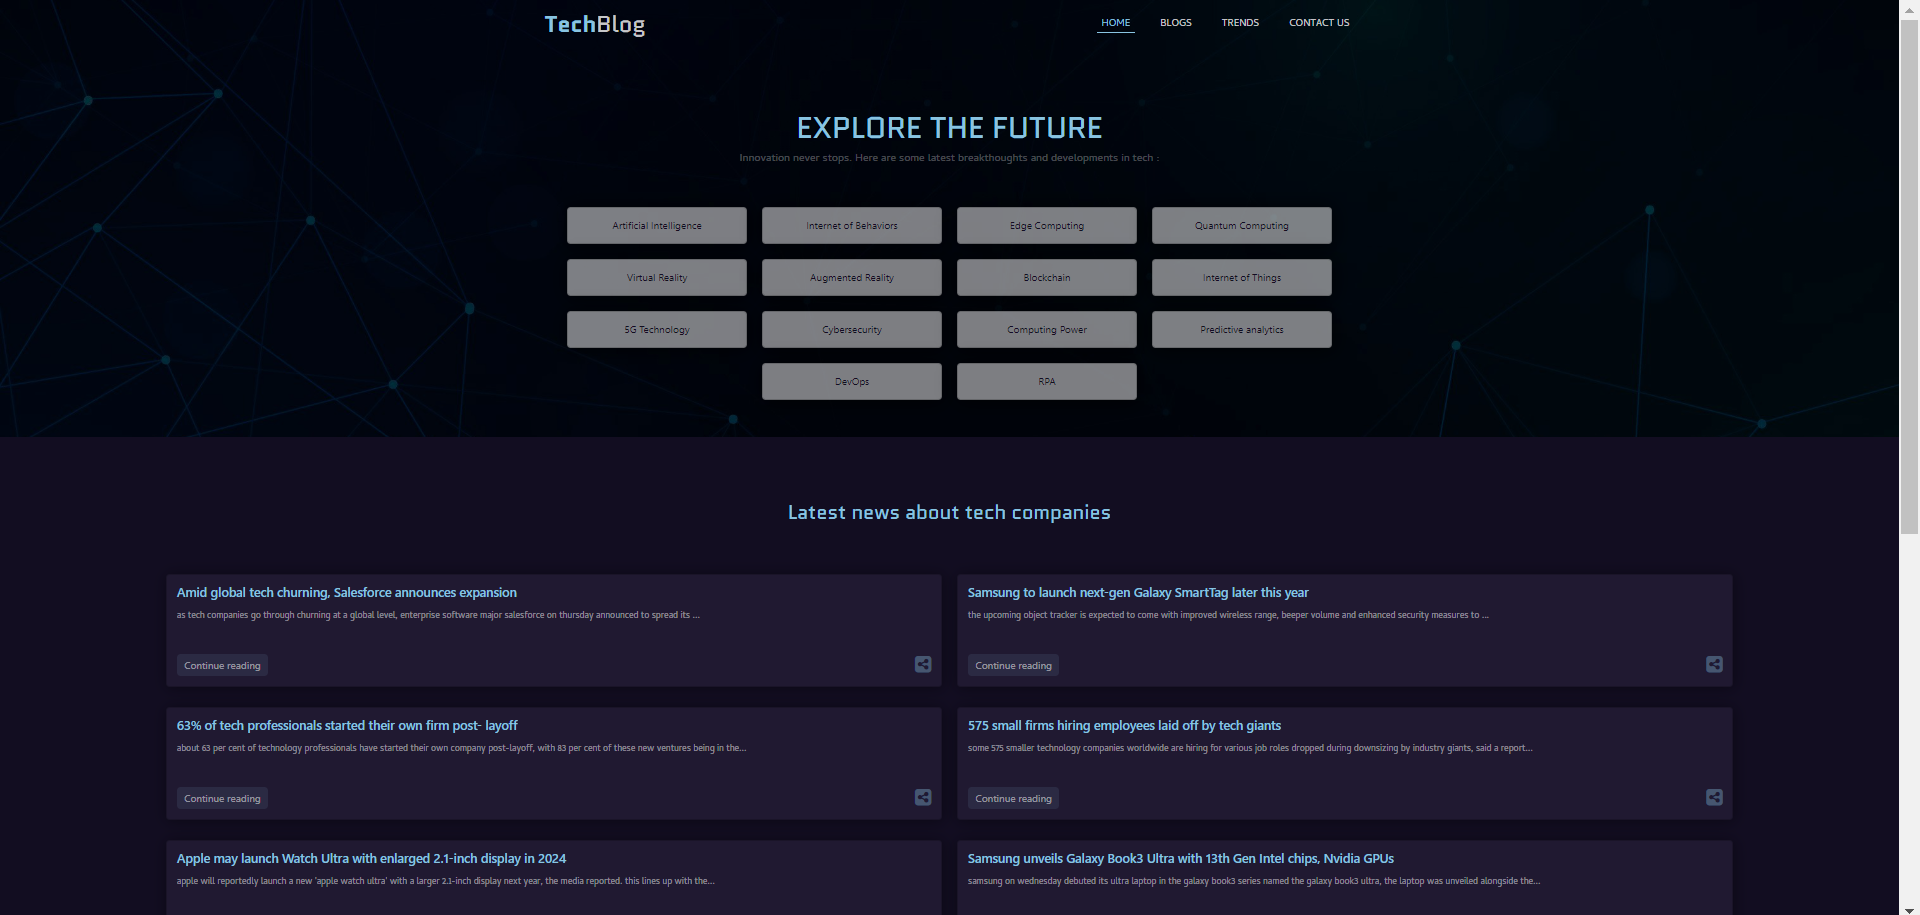 TechBlog
HOME BLOGS TRENDS CONTACT US
EXPLORE THE FUTURE
Innovation never stops. Here are some latest breakthoughts and developments in tech :
Artificial Intelligence Internet of Behaviors Edge Computing Quantum Computing
Virtual Reality Augmented Reality Blockchain Internet of Things
5G Technology Cybersecurity Computing Power Predictive analytics
DevOps RPA
Latest news about tech companies
Amid global tech churning, Salesforce announces expansion
as tech companies go through churning at a global level, enterprise software major salesforce on thursday announced to spread its ...
Continue reading
Samsung to launch next-gen Galaxy SmartTag later this year
the upcoming object tracker is expected to come with improved wireless range, beeper volume and enhanced security measures to ...
Continue reading
63% of tech professionals started their own firm post- layoff
about 63 per cent of technology professionals have started their own company post-layoff, with 83 per cent of these new ventures being in the...
Continue reading
575 small firms hiring employees laid off by tech giants
some 575 smaller technology companies worldwide are hiring for various job roles dropped during downsizing by industry giants, said a report...
Continue reading
Apple may launch Watch Ultra with enlarged 2.1-inch display in 2024
apple will reportedly launch a new 'apple watch ultra' with a larger 2.1-inch display next year, the media reported. this lines up with the...
Samsung unveils Galaxy Book3 Ultra with 13th Gen Intel chips, Nvidia GPUs
samsung on wednesday debuted its ultra laptop in the galaxy book3 series named the galaxy book3 ultra, the laptop was unveiled alongside the...